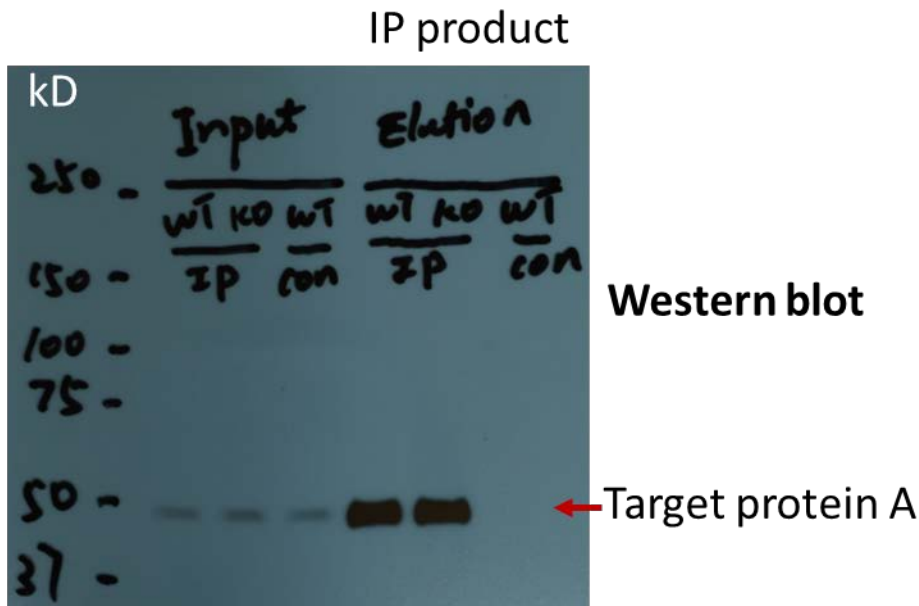 IP product
kD
Input Elution
250 -
WT KO WT WT KO WT
IP con IP con
150 -
100 -
75 -
Western blot
50 -
Target protein A
37 -